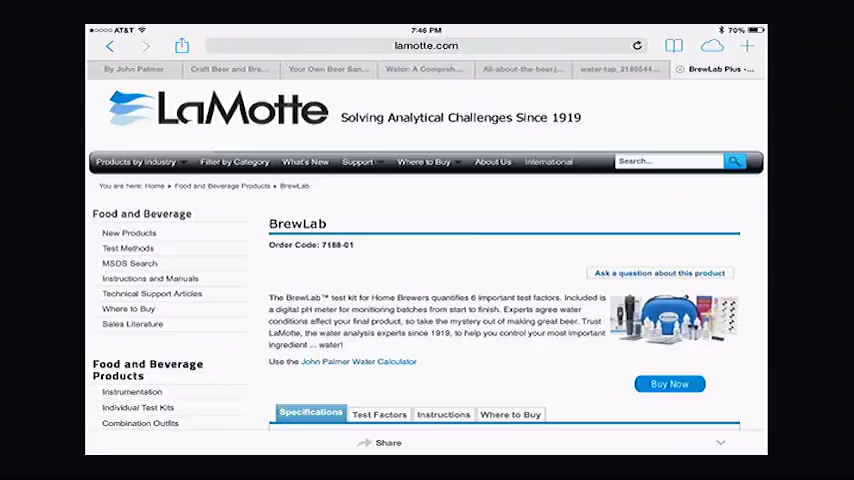 AT&T
7:46 PM
70%
lamotte.com
By John Palmer
Craft Beer and Bre...
Your Own Beer San...
Water: A Compreh...
All-about-the-beer.j...
water-tap_2189544...
BrewLab Plus -...
LaMotte
Solving Analytical Challenges Since 1919
Products by Industry
Filter by Category
What's New
Support
Where to Buy
About Us
International
Search...
You are here: Home ▸ Food and Beverage Products ▸ BrewLab
Food and Beverage
New Products
Test Methods
MSDS Search
Instructions and Manuals
Technical Support Articles
Where to Buy
Sales Literature
Food and Beverage
Products
Instrumentation
Individual Test Kits
Combination Outfits
BrewLab
Order Code: 7188-01
Ask a question about this product
The BrewLab™ test kit for Home Brewers quantifies 6 important test factors. Included is
a digital pH meter for monitoring batches from start to finish. Experts agree water
conditions affect your final product, so take the mystery out of making great beer. Trust
LaMotte, the water analysis experts since 1919, to help you control your most important
ingredient ... water!
Use the John Palmer Water Calculator
Buy Now
Specifications
Test Factors
Instructions
Where to Buy
Share